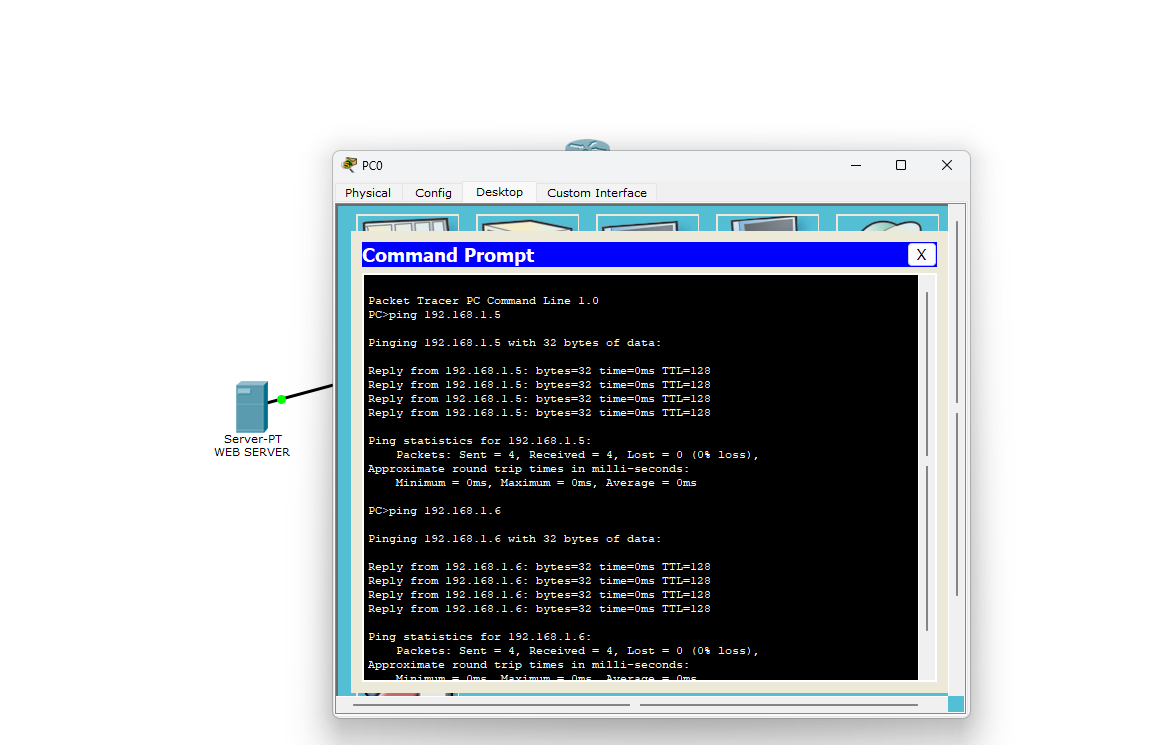 PC0
Physical Config Desktop Custom Interface
Command Prompt
X
Packet Tracer PC Command Line 1.0
PC>ping 192.168.1.5
Pinging 192.168.1.5 with 32 bytes of data:
Reply from 192.168.1.5: bytes=32 time=0ms TTL=128
Reply from 192.168.1.5: bytes=32 time=0ms TTL=128
Reply from 192.168.1.5: bytes=32 time=0ms TTL=128
Reply from 192.168.1.5: bytes=32 time=0ms TTL=128
Ping statistics for 192.168.1.5:
Packets: Sent = 4, Received = 4, Lost = 0 (0% loss),
Approximate round trip times in milli-seconds:
Minimum = 0ms, Maximum = 0ms, Average = 0ms
PC>ping 192.168.1.6
Pinging 192.168.1.6 with 32 bytes of data:
Reply from 192.168.1.6: bytes=32 time=0ms TTL=128
Reply from 192.168.1.6: bytes=32 time=0ms TTL=128
Reply from 192.168.1.6: bytes=32 time=0ms TTL=128
Reply from 192.168.1.6: bytes=32 time=0ms TTL=128
Ping statistics for 192.168.1.6:
Packets: Sent = 4, Received = 4, Lost = 0 (0% loss),
Approximate round trip times in milli-seconds:
Minimum = 0ms, Maximum = 0ms, Average = 0ms
Server-PT
WEB SERVER